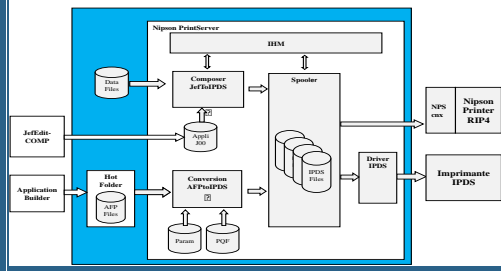 Nipson PrintServer
IHM
Data
Files
Composer
JefToIPDS
Spooler
NPS
cnx
Nipson
Printer
RIP4
JefEdit-
COMP
Appli
J00
IPDS
Files
Driver
IPDS
Application
Builder
Hot
Folder
AFP
Files
Conversion
AFPtoIPDS
Imprimante
IPDS
Param
PQF